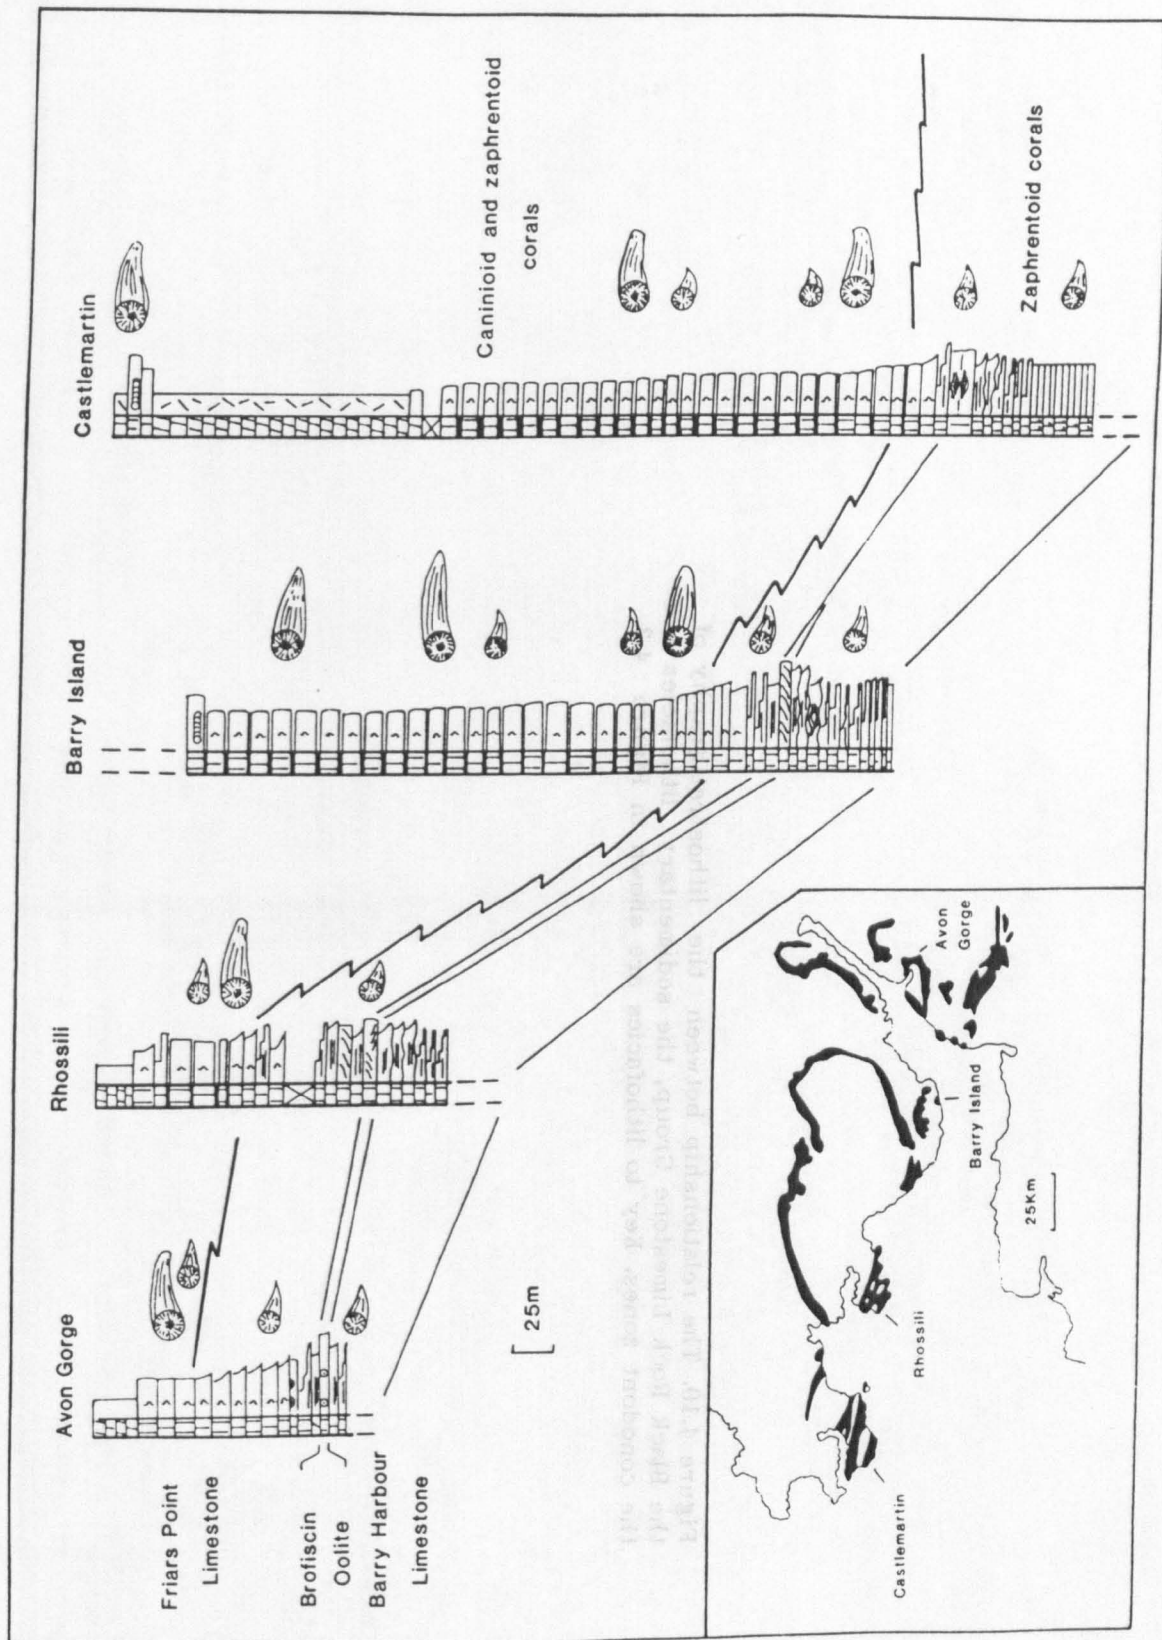 Avon Gorge
Rhossili
Barry Island
Castlemartin
Friars Point
Limestone
Brofiscin
Oolite
Barry Harbour
Limestone
25m
Caninioid and zaphrentoid
corals
Zaphrentoid corals
Castlemartin
Rhossili
Barry Island
Avon
Gorge
25Km